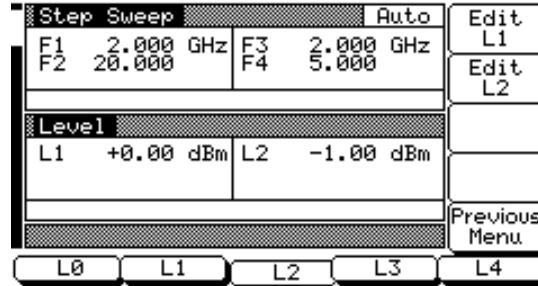 Step Sweep Auto
F1 2.000 GHz F3 2.000 GHz
F2 20.000 F4 5.000
Level
L1 +0.00 dBm L2 -1.00 dBm
Edit
L1
Edit
L2
Previous
Menu
L0 L1 L2 L3 L4